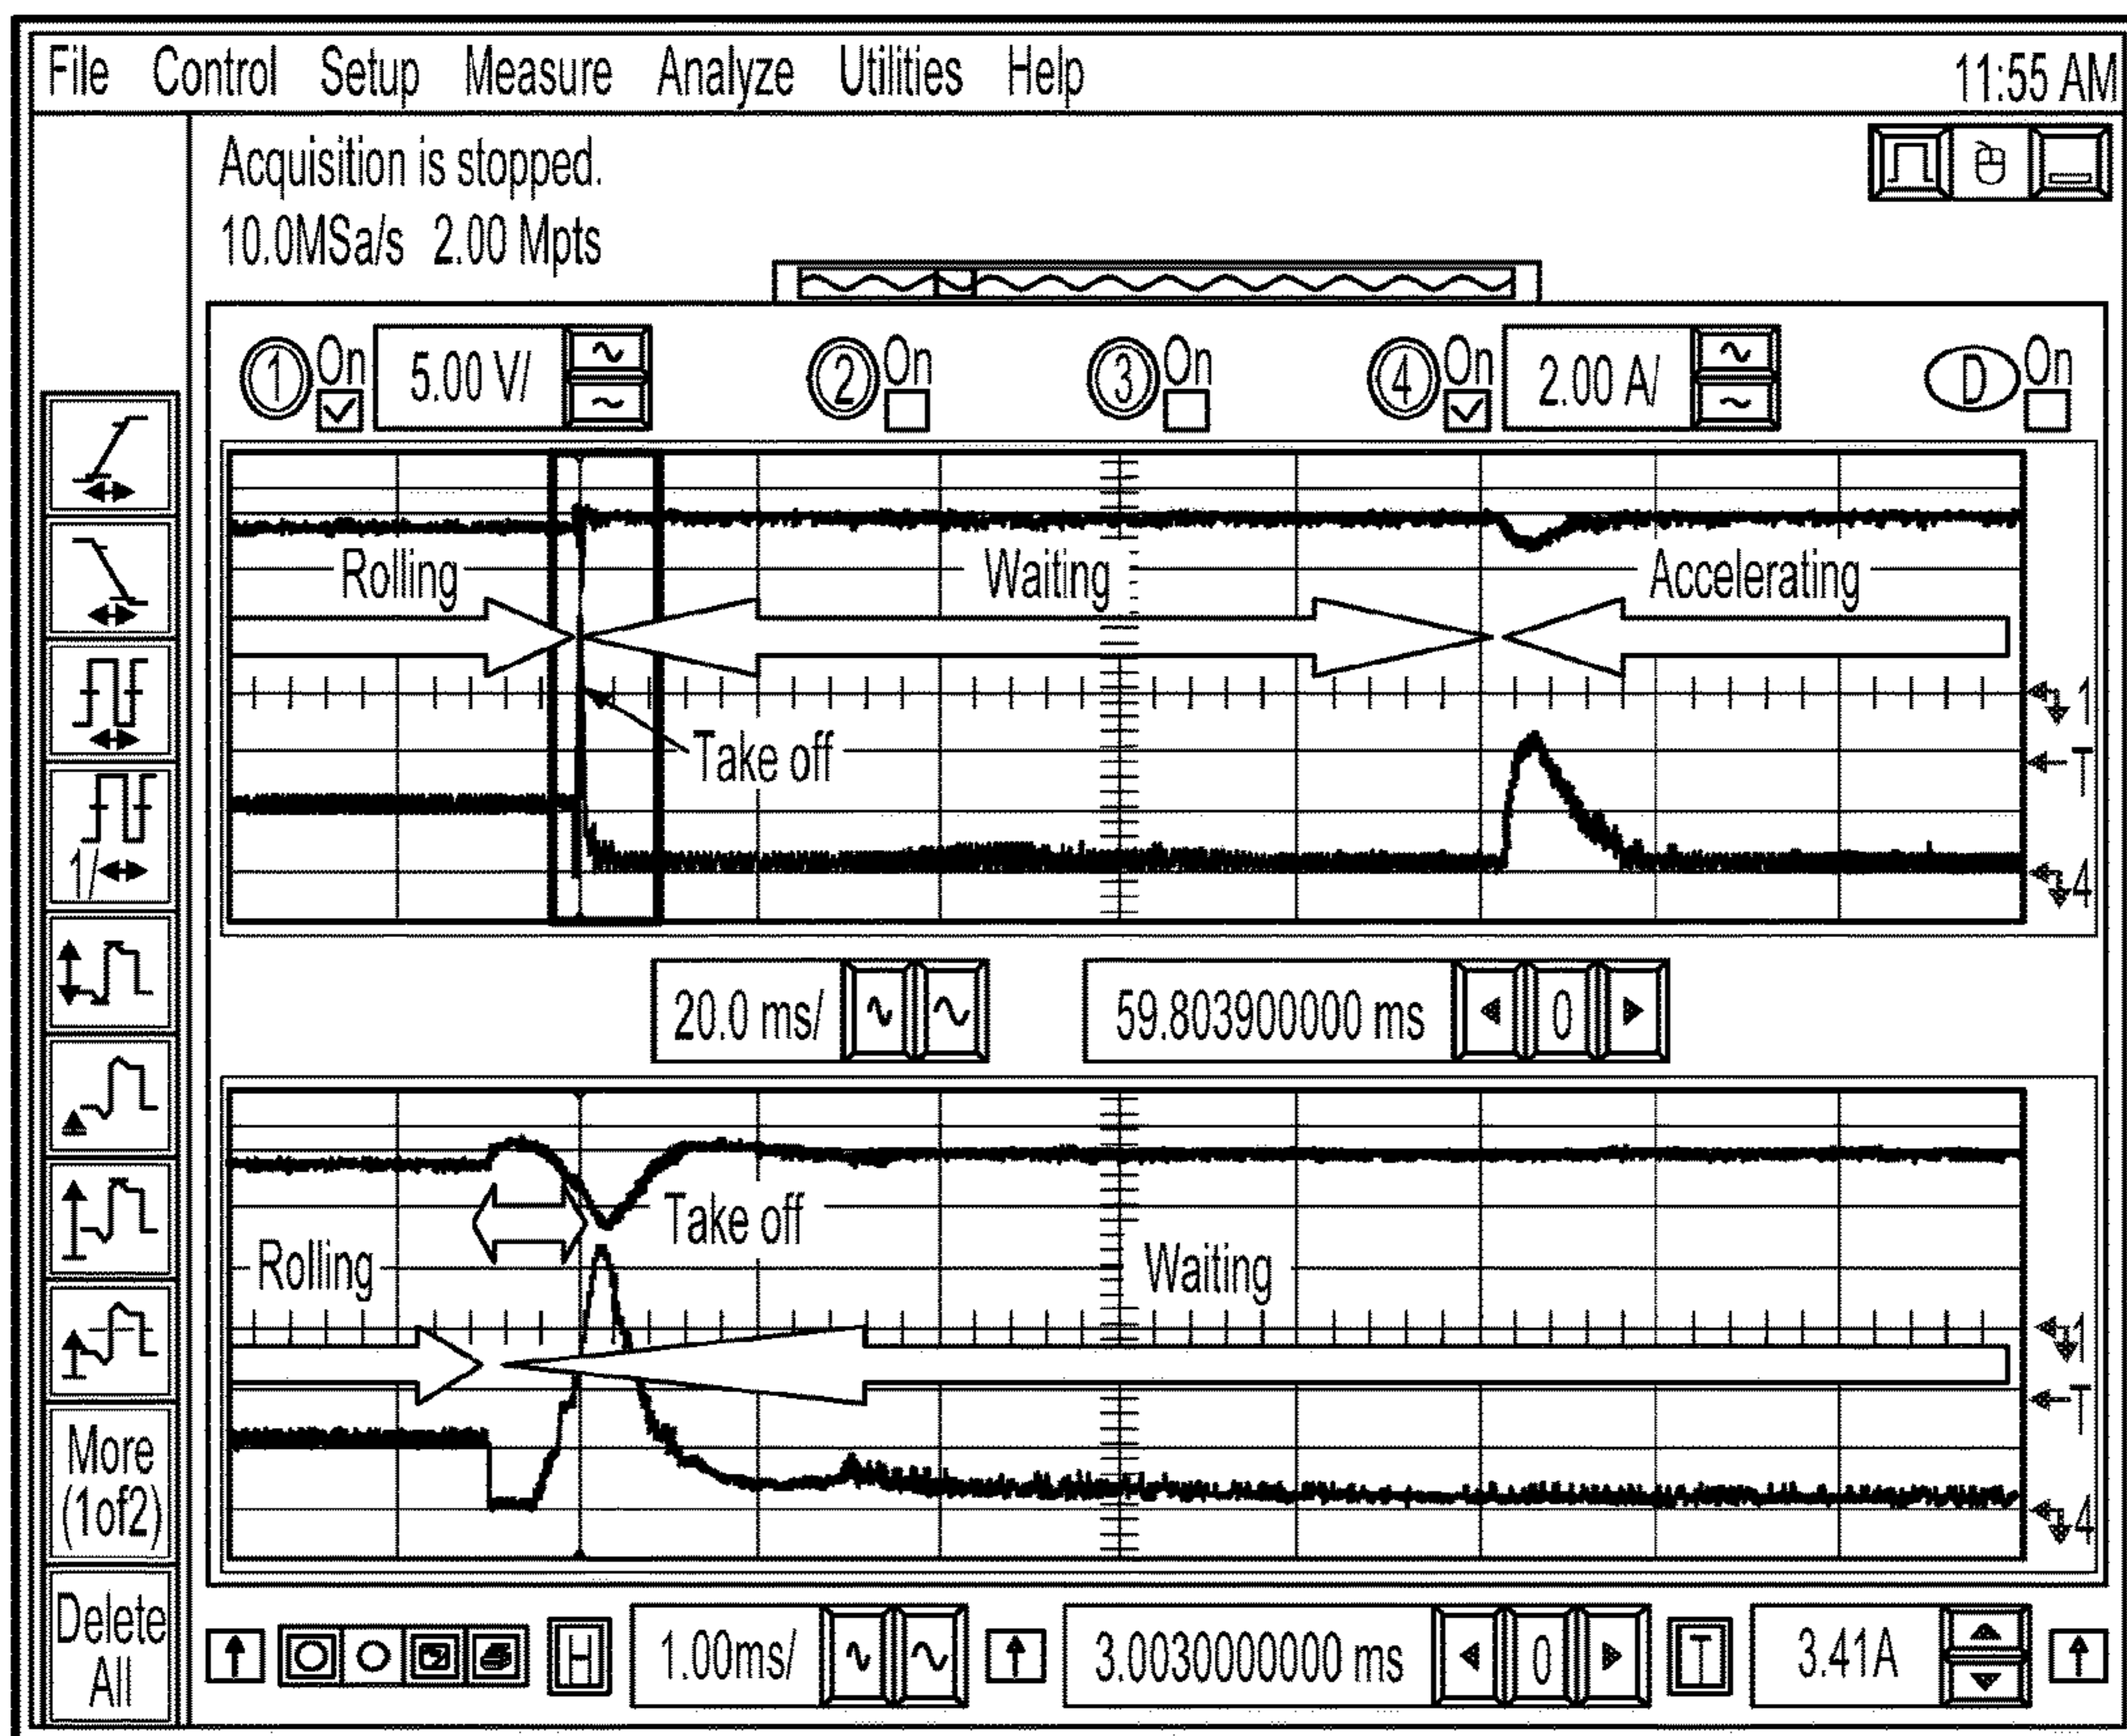 File Control Setup Measure Analyze Utilities Help 11:55 AM
Acquisition is stopped.
10.0MSa/s 2.00 Mpts
1 On 5.00 V/ 2 On 3 On 4 On 2.00 A/ D On
Rolling Waiting Accelerating
1
Take off
T
4
1/
20.0 ms/ 59.803900000 ms 0
Take off
Rolling Waiting
1
T
4
More
(1of2)
Delete
All
H 1.00ms/ 3.0030000000 ms 0 T 3.41A